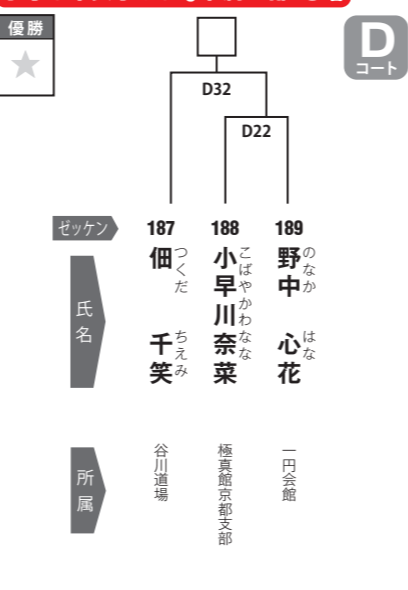 優勝
D
コート
D32
D22
ゼッケン
187
188
189
氏名
佃 千笑
つくだ ちえみ
小早川奈菜
こばやかわなな
野中 心花
のなか はな
所属
谷川道場
極真館京都支部
一円会館